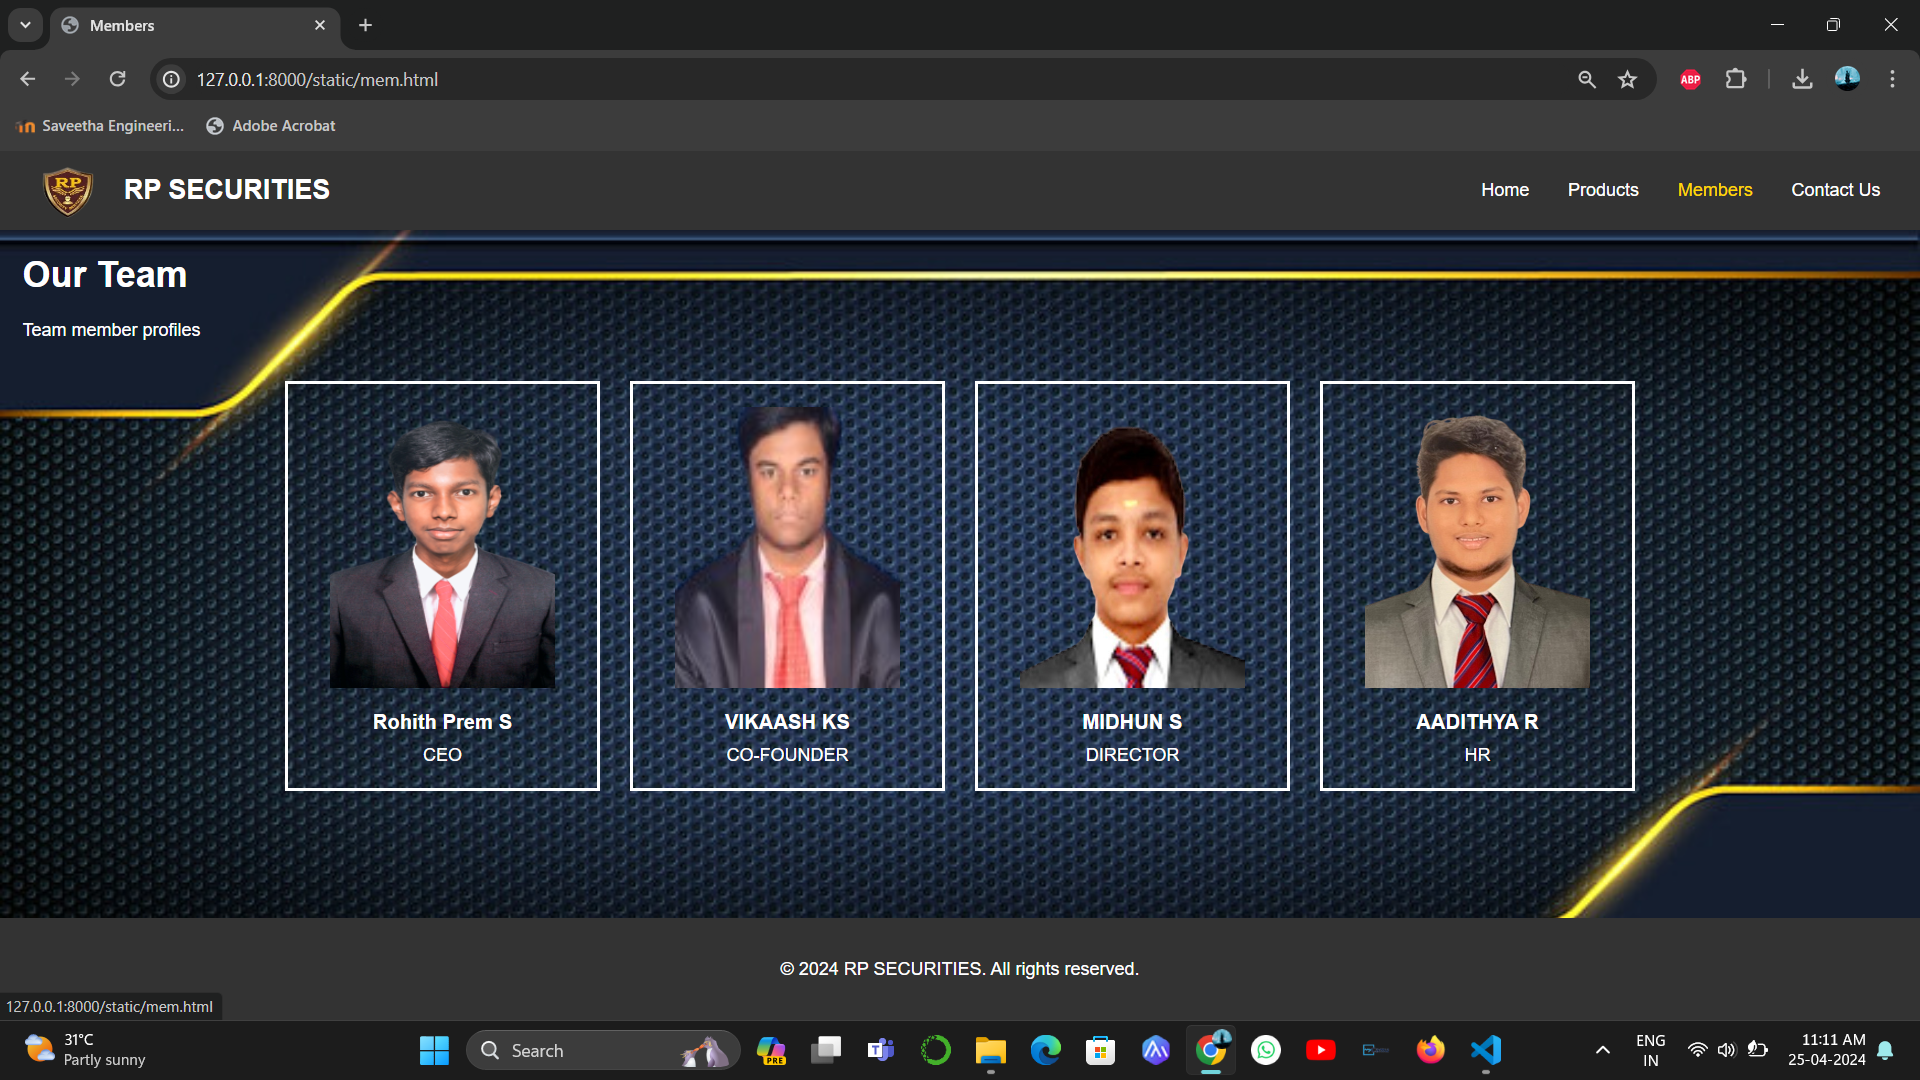 Members
127.0.0.1:8000/static/mem.html
ABP
Saveetha Engineeri...
Adobe Acrobat
RP
RP SECURITIES
Home
Products
Members
Contact Us
Our Team
Team member profiles
Rohith Prem S
CEO
VIKAASH KS
CO-FOUNDER
MIDHUN S
DIRECTOR
AADITHYA R
HR
© 2024 RP SECURITIES. All rights reserved.
127.0.0.1:8000/static/mem.html
31°C
Partly sunny
Search
PRE
ENG
IN
11:11 AM
25-04-2024